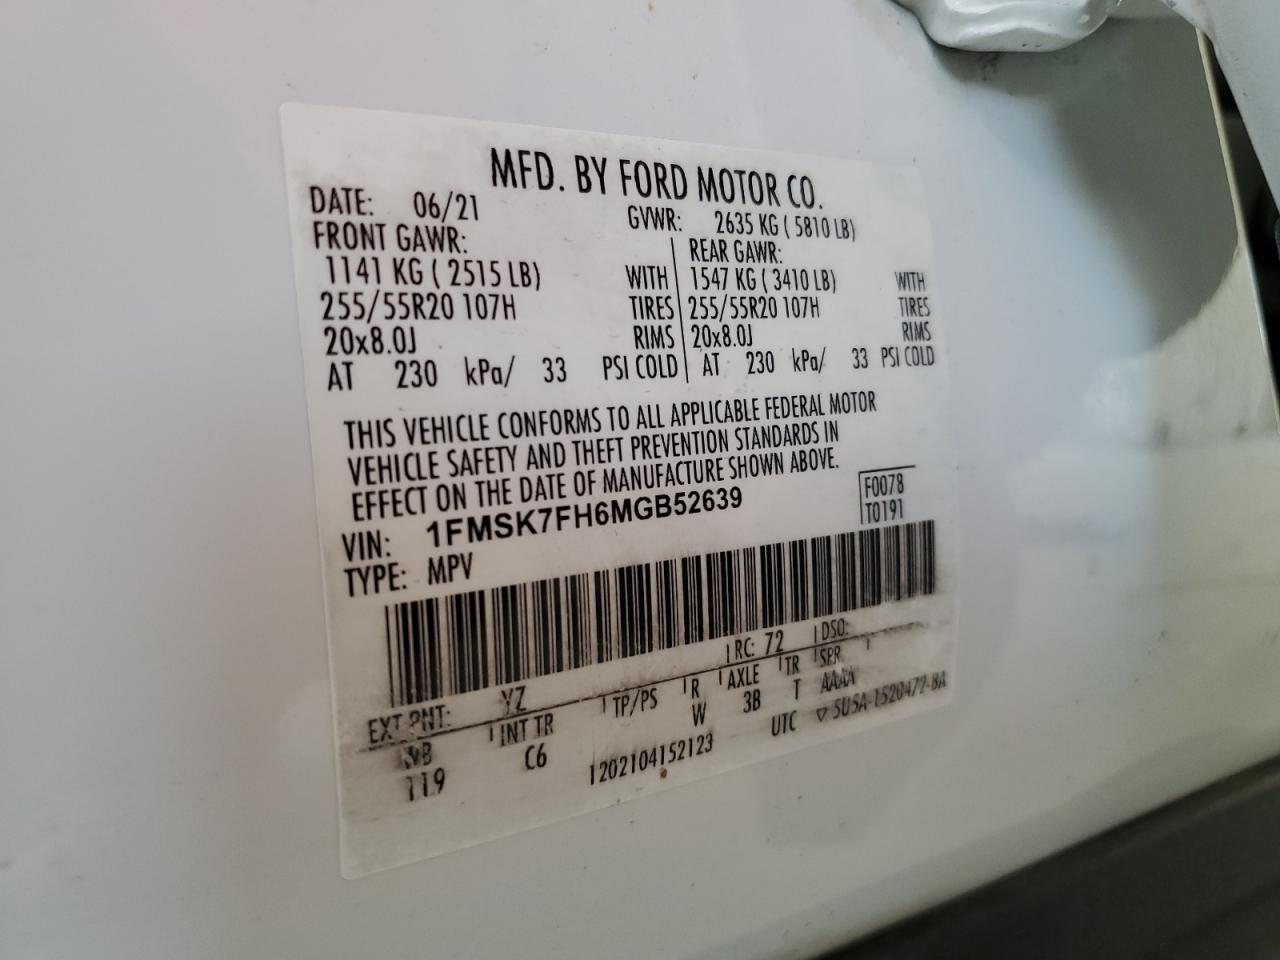 MFD. BY FORD MOTOR CO.
DATE: 06/21 GVWR: 2635 KG ( 5810 LB)
FRONT GAWR: REAR GAWR:
1141 KG ( 2515 LB) WITH 1547 KG ( 3410 LB) WITH
255/55R20 107H TIRES 255/55R20 107H TIRES
20x8.0J RIMS 20x8.0J RIMS
AT 230 kPa/ 33 PSI COLD AT 230 kPa/ 33 PSI COLD
THIS VEHICLE CONFORMS TO ALL APPLICABLE FEDERAL MOTOR
VEHICLE SAFETY AND THEFT PREVENTION STANDARDS IN
EFFECT ON THE DATE OF MANUFACTURE SHOWN ABOVE.
VIN: 1FMSK7FH6MGB52639 F0078
TYPE: MPV T0191
EXT PNT: YZ RC: 72 DSO:
WB INT TR TP/PS R AXLE TR SPR
119 C6 W 3B T AAAA
1202104152123 UTC ▽ 5U5A-1520472-BA